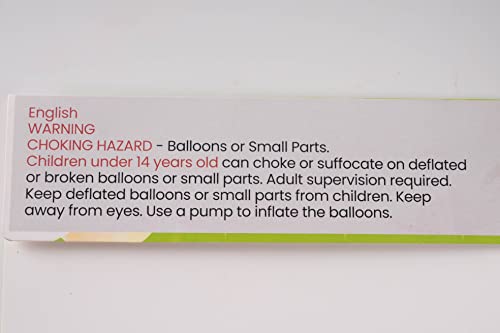 English
WARNING
CHOKING HAZARD - Balloons or Small Parts.
Children under 14 years old can choke or suffocate on deflated
or broken balloons or small parts. Adult supervision required.
Keep deflated balloons or small parts from children. Keep
away from eyes. Use a pump to inflate the balloons.